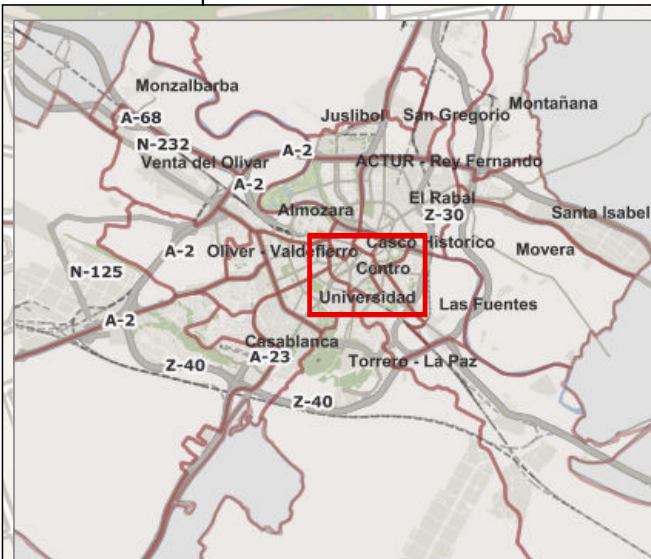 Monzalbarba
Montañana
A-68
Juslibol
San Gregorio
N-232
A-2
Venta del Olivar
ACTUR - Rey Fernando
A-2
El Rabal
Almozara
Z-30
Santa Isabel
Casco Historico
A-2
Oliver - Valdefierro
Movera
Centro
N-125
Universidad
Las Fuentes
A-2
Casablanca
A-23
Torrero - La Paz
Z-40
Z-40